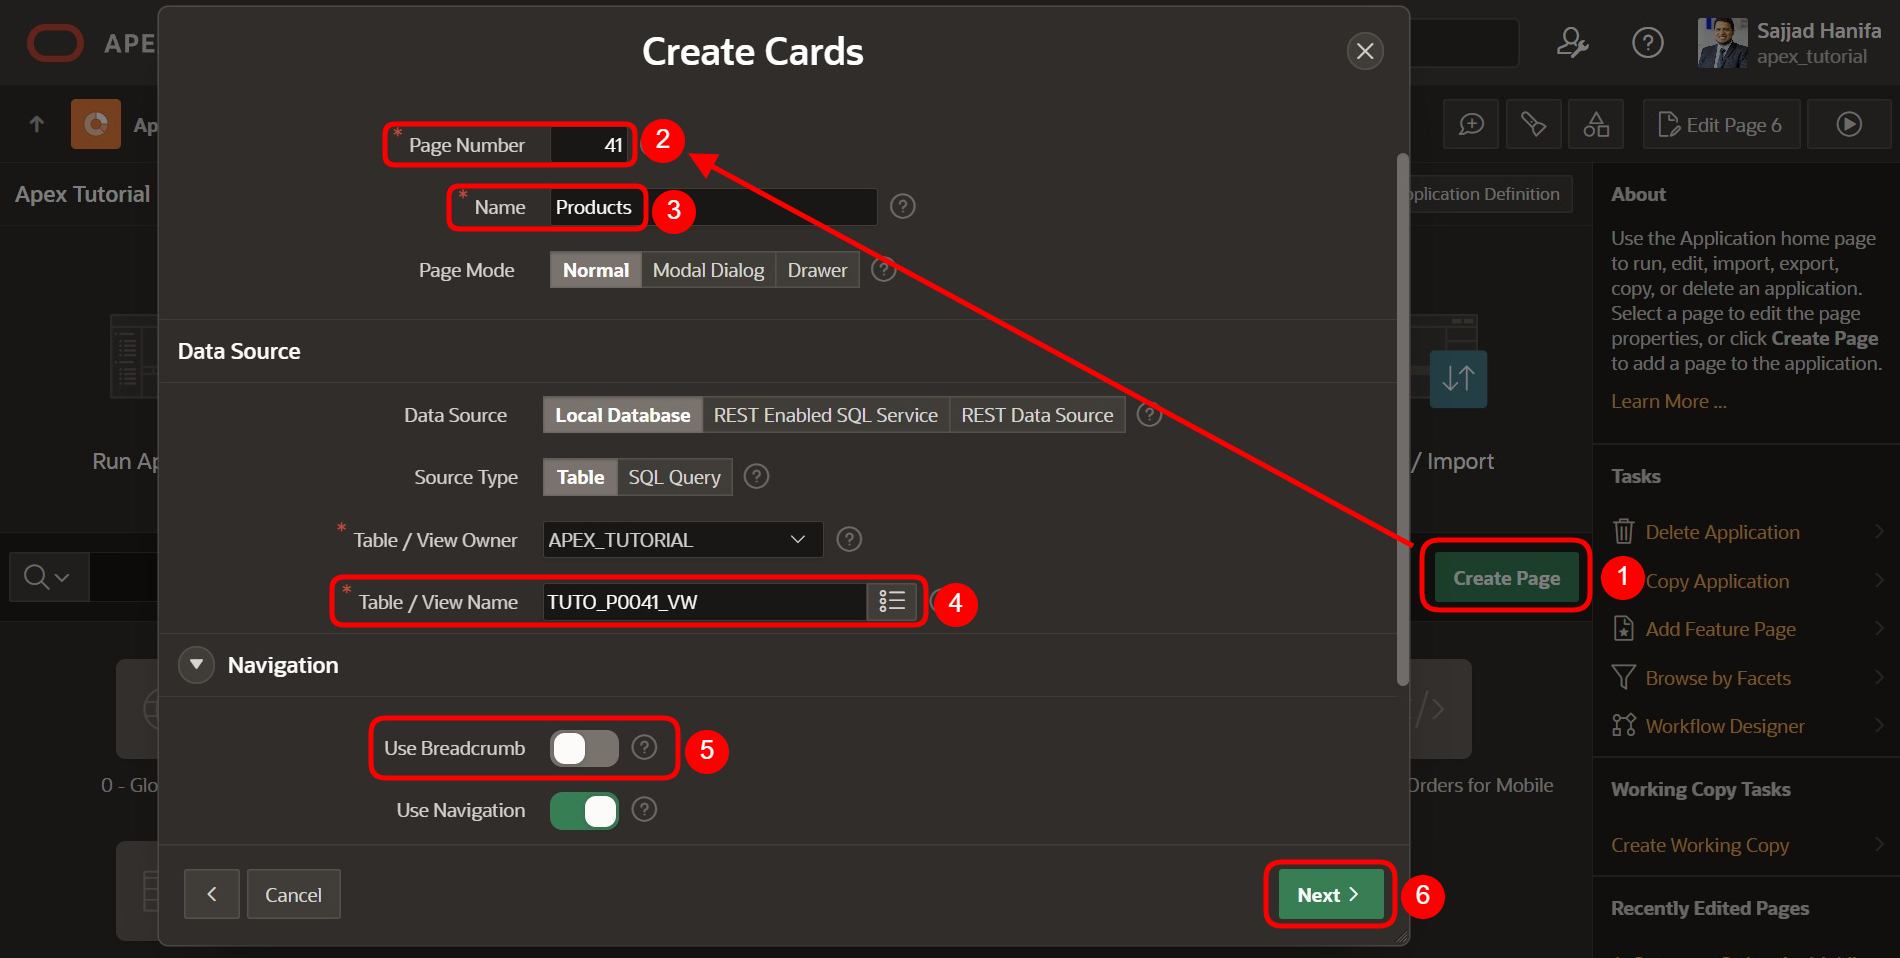 APE
Create Cards
Sajjad Hanifa
apex_tutorial
Ap
Edit Page 6
* Page Number 41 2
Apex Tutorial
* Name Products 3
Application Definition
Page Mode Normal Modal Dialog Drawer
Data Source
Data Source Local Database REST Enabled SQL Service REST Data Source
Run Ap
/ Import
Source Type Table SQL Query
* Table / View Owner APEX_TUTORIAL
* Table / View Name TUTO_P0041_VW 4
Create Page 1
Navigation
Use Breadcrumb 5
0 - Glo
Orders for Mobile
Use Navigation
Cancel
Next 6
About
Use the Application home page
to run, edit, import, export,
copy, or delete an application.
Select a page to edit the page
properties, or click Create Page
to add a page to the application.
Learn More ...
Tasks
Delete Application
Copy Application
Add Feature Page
Browse by Facets
Workflow Designer
Working Copy Tasks
Create Working Copy
Recently Edited Pages